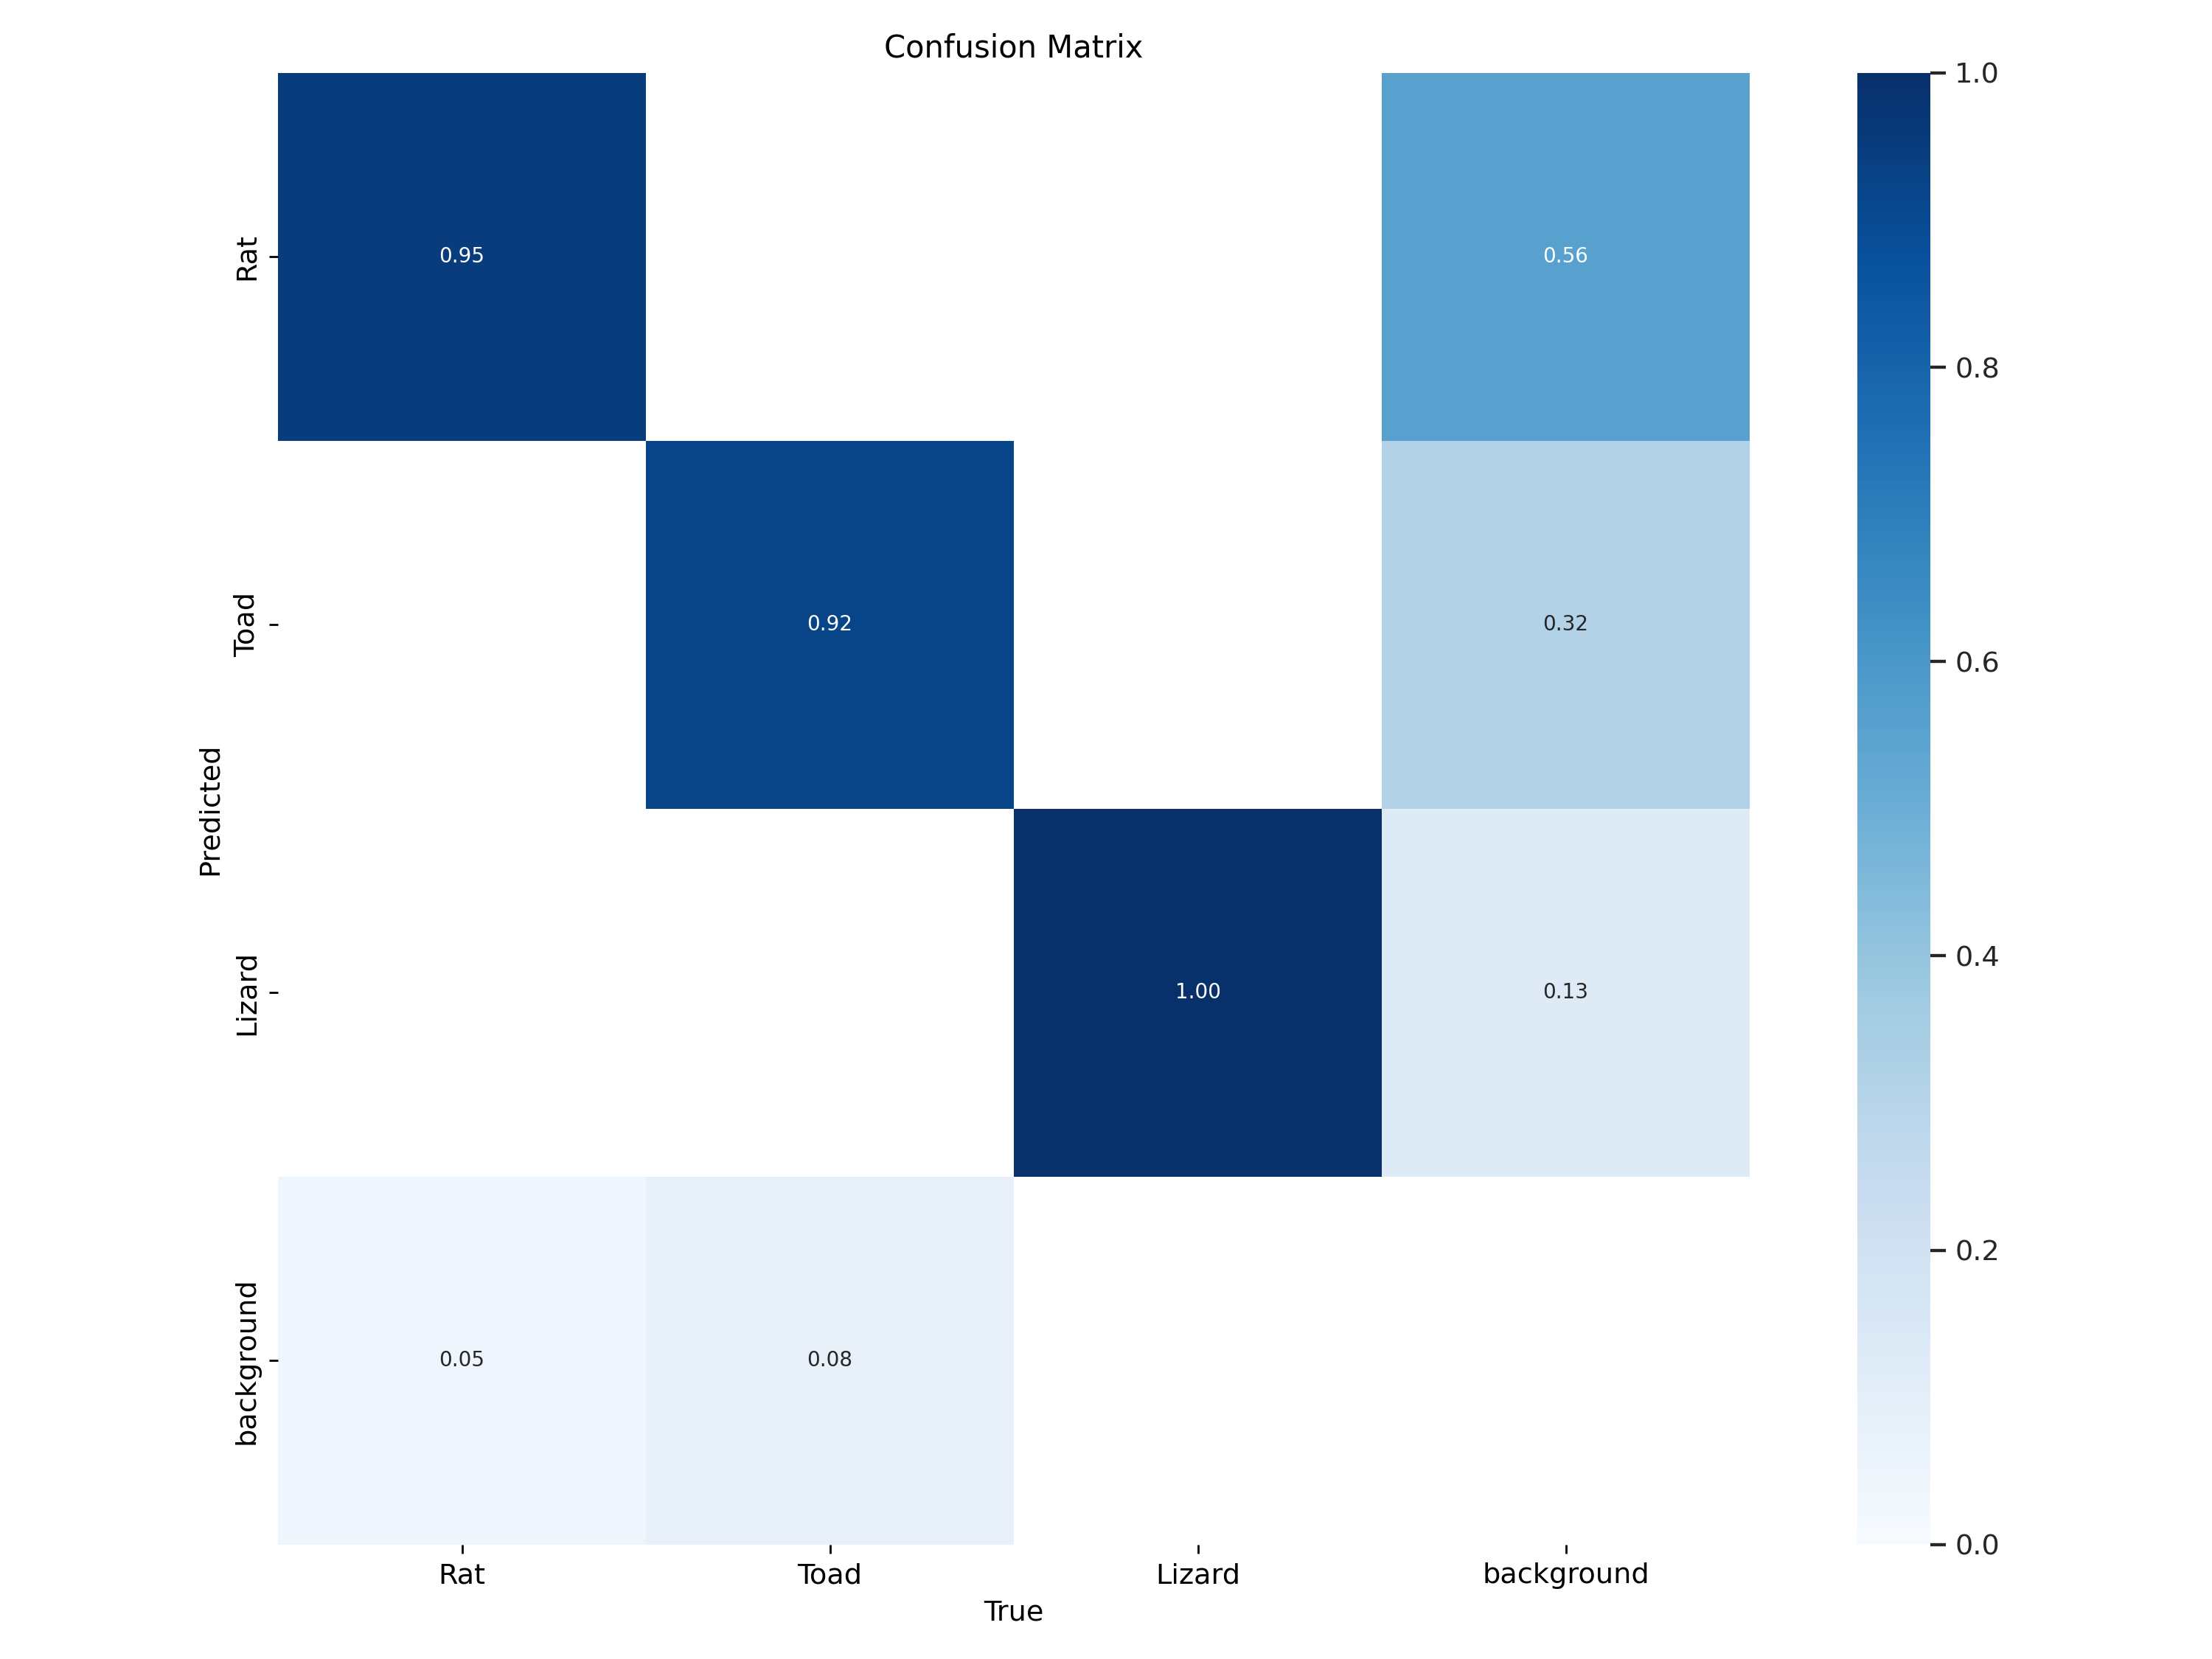 Confusion Matrix
1.0
0.8
0.6
0.4
0.2
0.0
Predicted
Rat
0.95
0.56
Toad
0.92
0.32
Lizard
1.00
0.13
background
0.05
0.08
Rat
Toad
Lizard
background
True